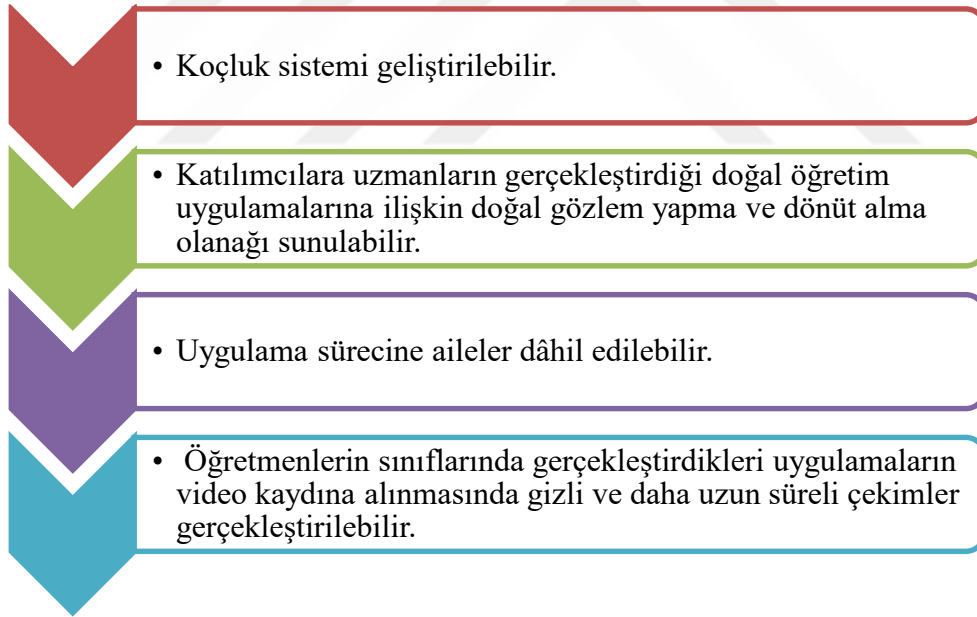 • Koçluk sistemi geliştirilebilir.
• Katılımcılara uzmanların gerçekleştirdiği doğal öğretim
uygulamalarına ilişkin doğal gözlem yapma ve dönüt alma
olanağı sunulabilir.
• Uygulama sürecine aileler dâhil edilebilir.
• Öğretmenlerin sınıflarında gerçekleştirdikleri uygulamaların
video kaydına alınmasında gizli ve daha uzun süreli çekimler
gerçekleştirilebilir.